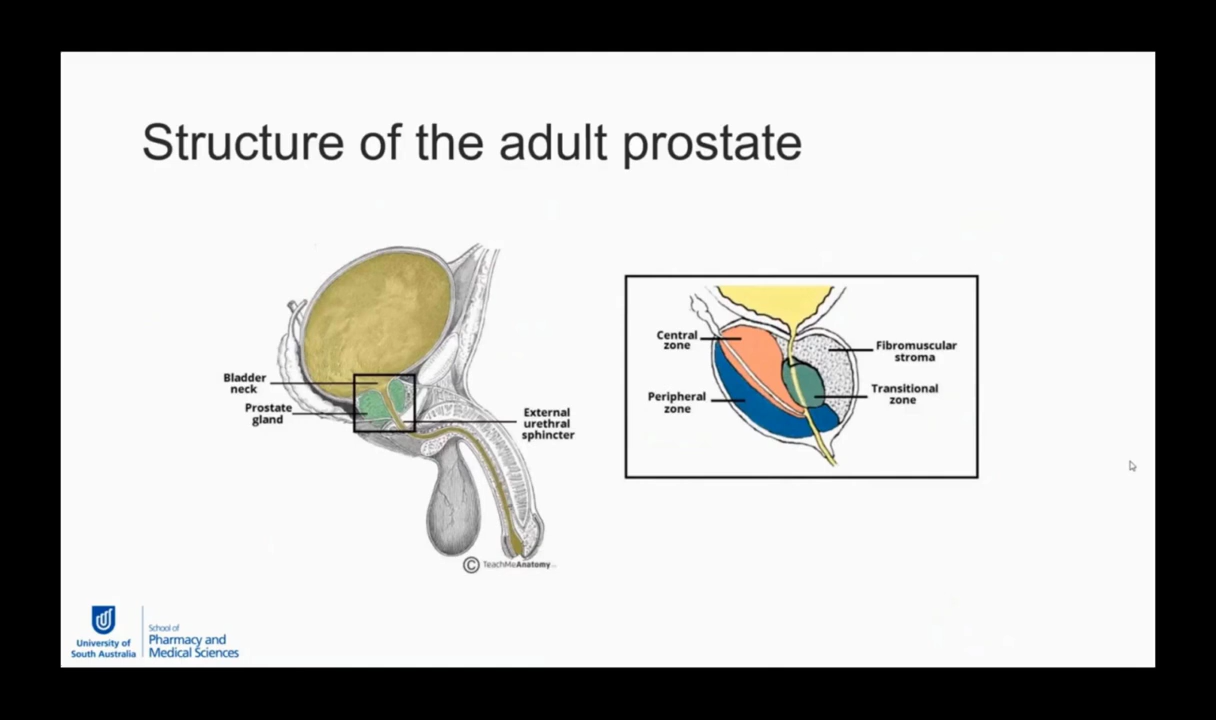 Structure of the adult prostate
Bladder
neck
Prostate
gland
External
urethral
sphincter
© TeachMeAnatomy
Central
zone
Peripheral
zone
Fibromuscular
stroma
Transitional
zone
University of
South Australia
School of
Pharmacy and
Medical Sciences